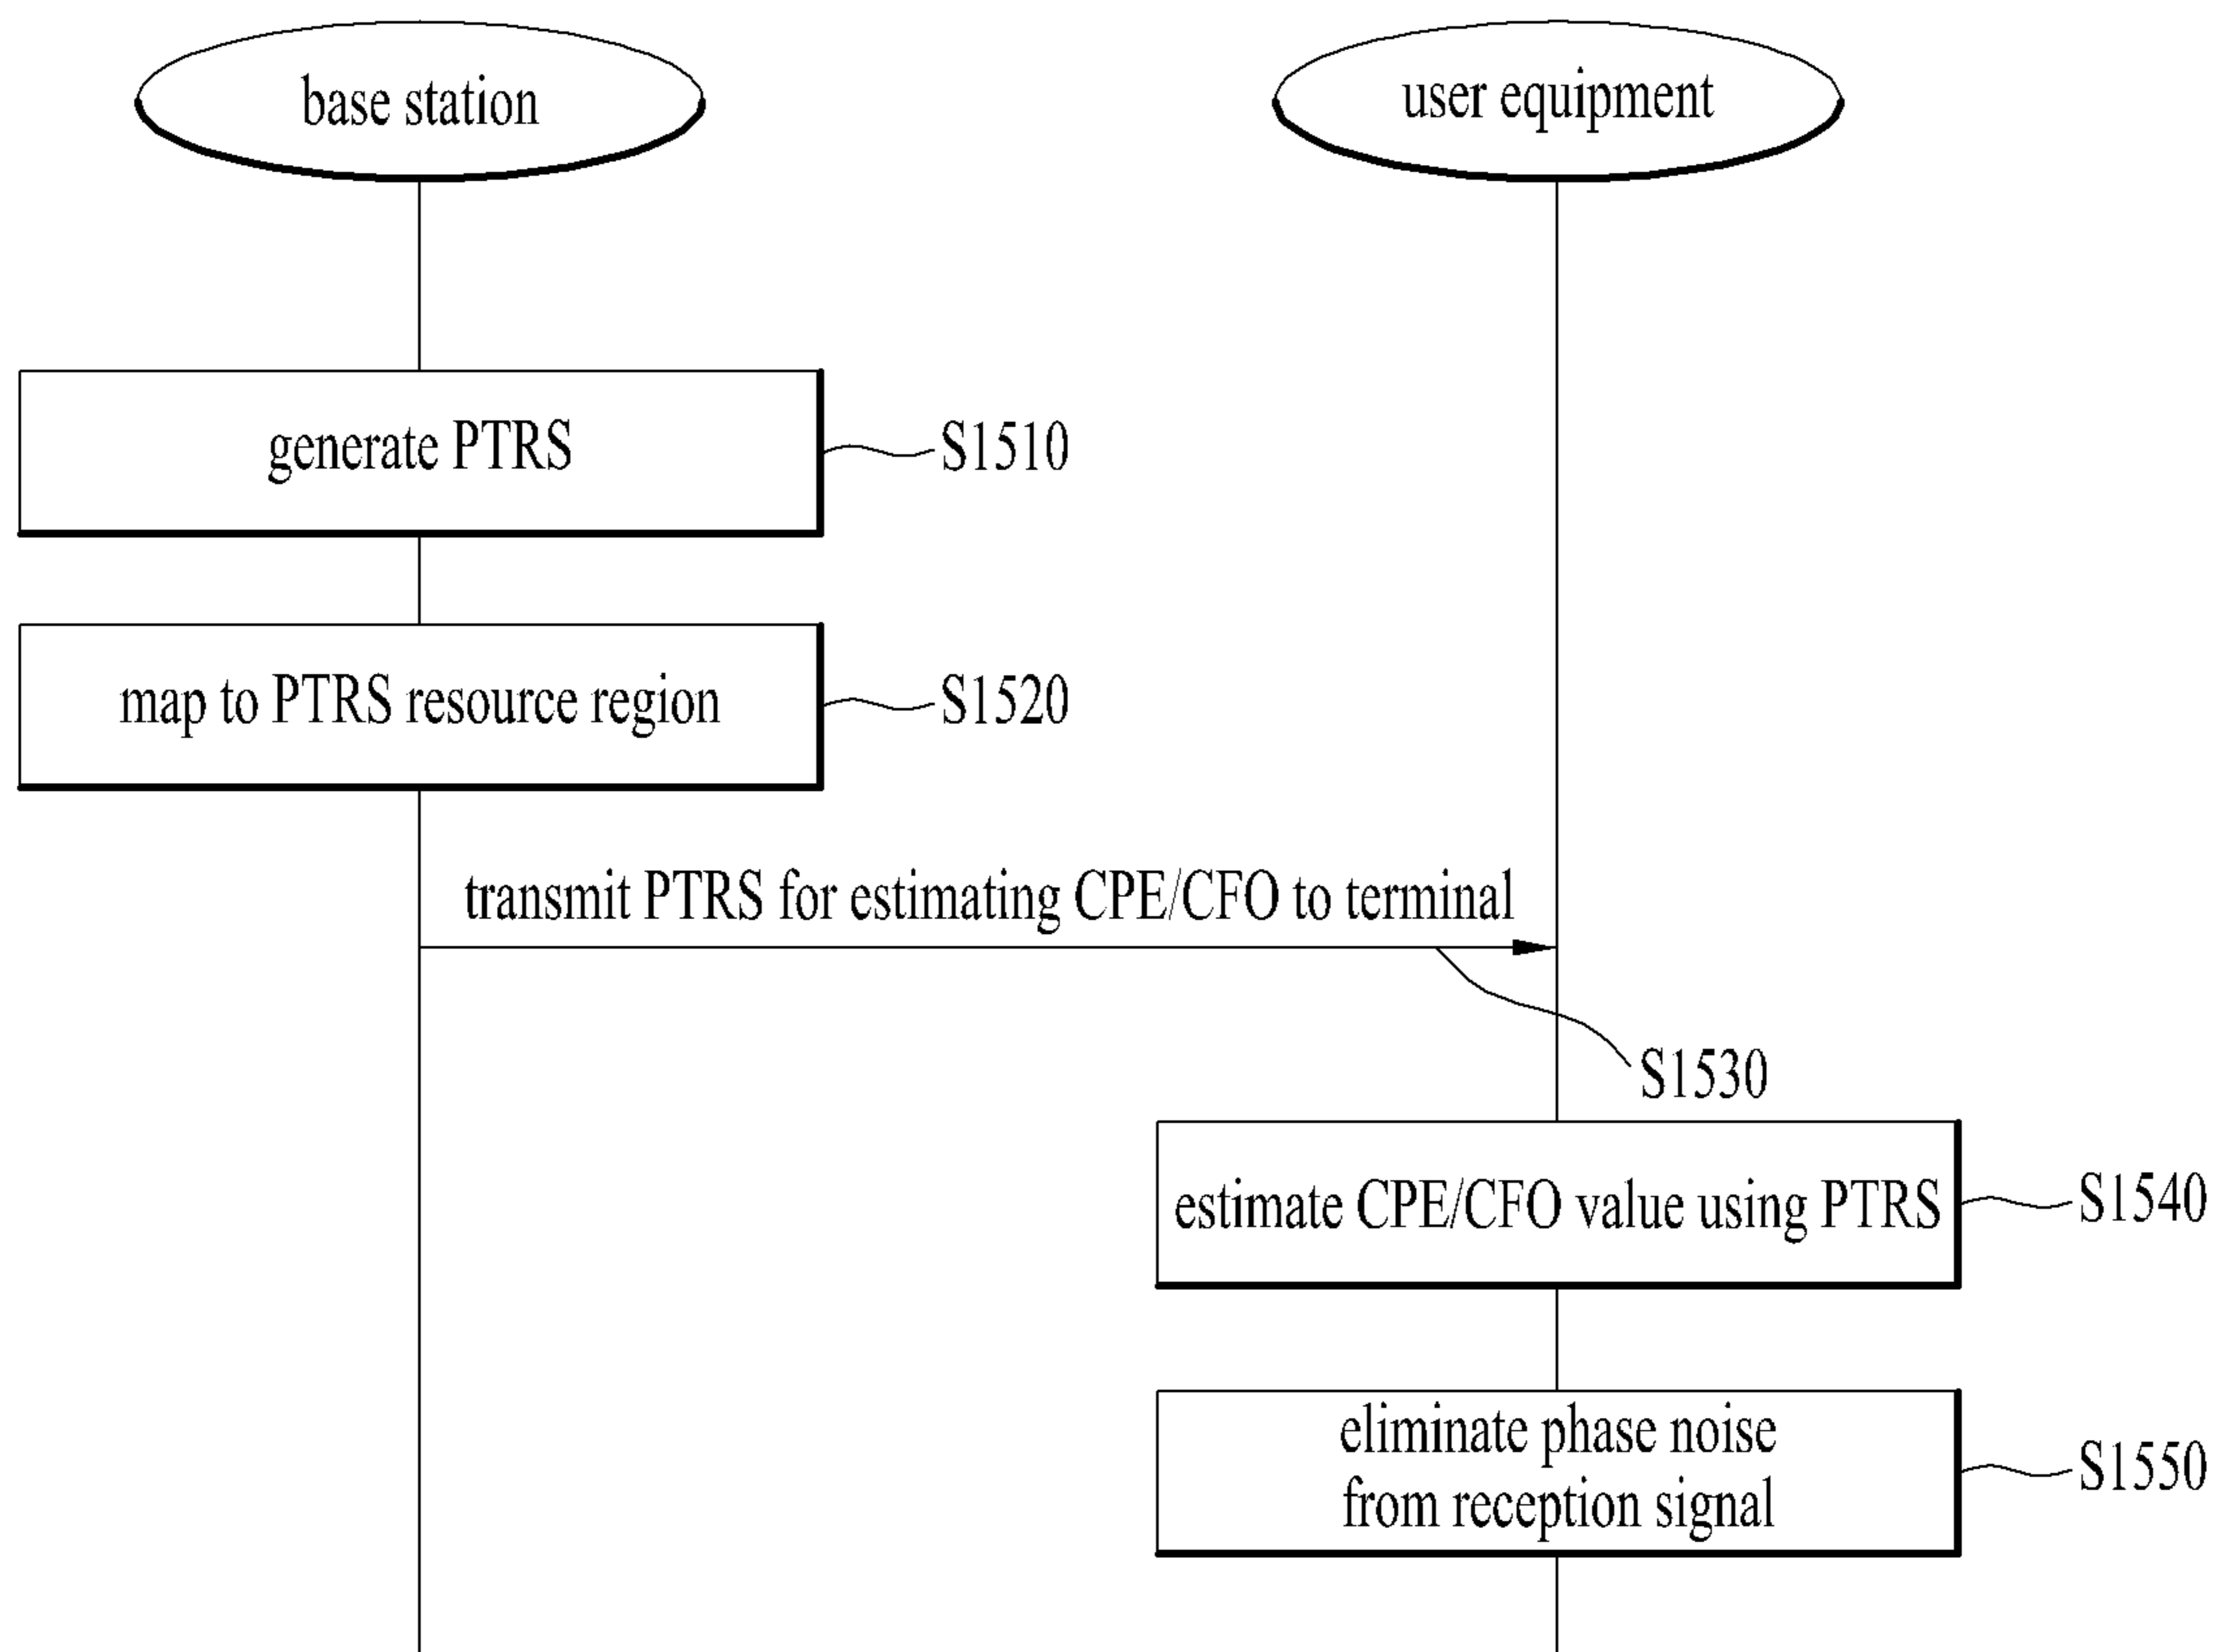 base station
user equipment
generate PTRS
S1510
map to PTRS resource region
S1520
transmit PTRS for estimating CPE/CFO to terminal
S1530
estimate CPE/CFO value using PTRS
S1540
eliminate phase noise
from reception signal
S1550